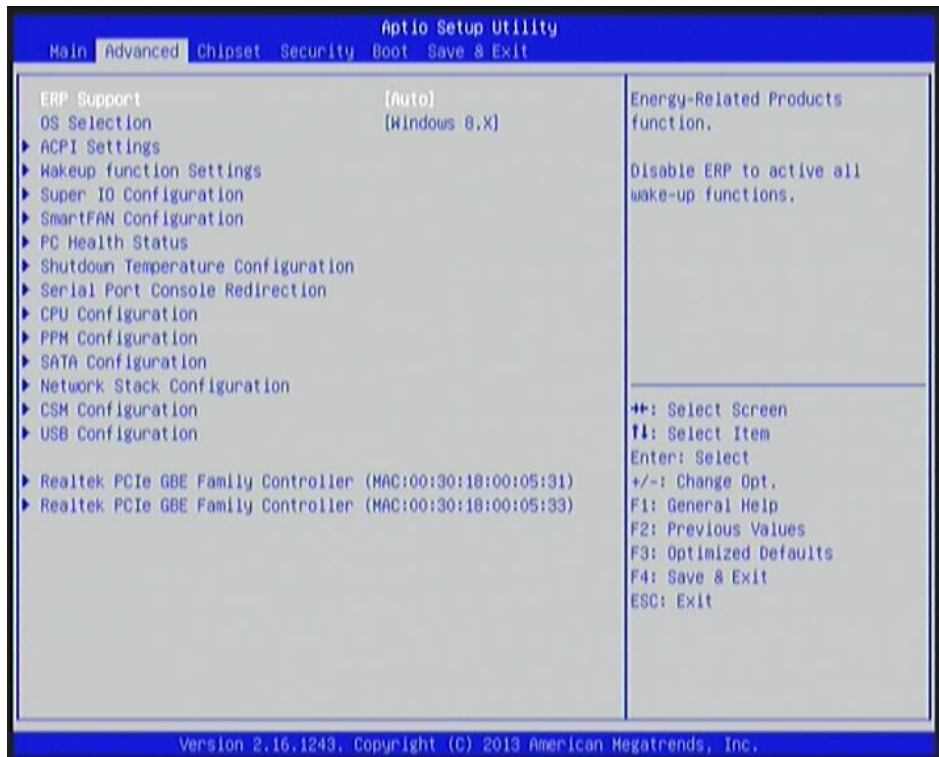 Aptio Setup Utility
Main Advanced Chipset Security Boot Save & Exit
ERP Support [Auto]
OS Selection [Windows 8.X]
ACPI Settings
Wakeup function Settings
Super IO Configuration
SmartFAN Configuration
PC Health Status
Shutdown Temperature Configuration
Serial Port Console Redirection
CPU Configuration
PPM Configuration
SATA Configuration
Network Stack Configuration
CSM Configuration
USB Configuration
Realtek PCIe GBE Family Controller (MAC:00:30:18:00:05:31)
Realtek PCIe GBE Family Controller (MAC:00:30:18:00:05:33)
Energy-Related Products
function.
Disable ERP to active all
wake-up functions.
→←: Select Screen
↑↓: Select Item
Enter: Select
+/-: Change Opt.
F1: General Help
F2: Previous Values
F3: Optimized Defaults
F4: Save & Exit
ESC: Exit
Version 2.16.1243. Copyright (C) 2013 American Megatrends, Inc.